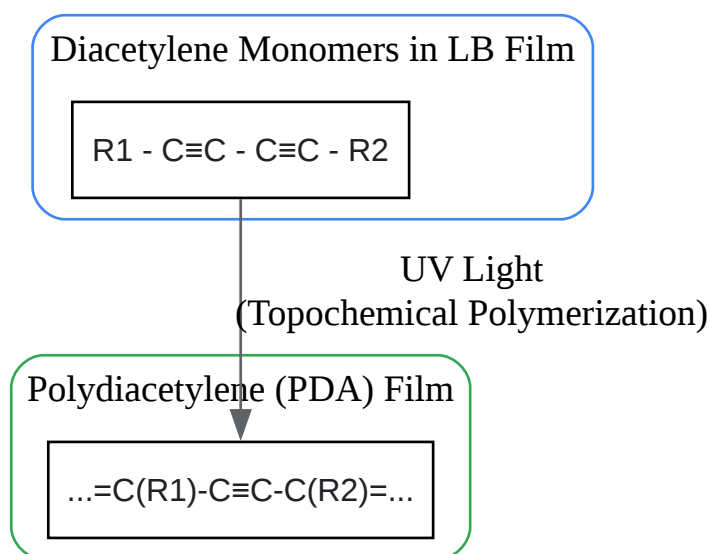 Diacetylene Monomers in LB Film
R1 - C≡C - C≡C - R2
UV Light
(Topochemical Polymerization)
Polydiacetylene (PDA) Film
...=C(R1)-C≡C-C(R2)=...